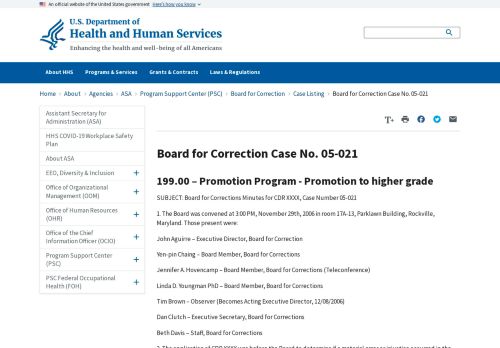 An official website of the United States government Here's how you know
U.S. Department of
Health and Human Services
Enhancing the health and well-being of all Americans
About HHS Programs & Services Grants & Contracts Laws & Regulations
Home About Agencies ASA Program Support Center (PSC) Board for Correction Case Listing Board for Correction Case No. 05-021
Assistant Secretary for
Administration (ASA)
HHS COVID-19 Workplace Safety
Plan
About ASA
EEO, Diversity & Inclusion
Office of Organizational
Management (OOM)
Office of Human Resources
(OHR)
Office of the Chief
Information Officer (OCIO)
Program Support Center
(PSC)
PSC Federal Occupational
Health (FOH)
T+
Board for Correction Case No. 05-021
199.00 – Promotion Program - Promotion to higher grade
SUBJECT: Board for Corrections Minutes for CDR XXXX, Case Number 05-021
1. The Board was convened at 3:00 PM, November 29th, 2006 in room 17A-13, Parklawn Building, Rockville,
Maryland. Those present were:
John Aguirre – Executive Director, Board for Correction
Yen-pin Chaing – Board Member, Board for Corrections
Jennifer A. Hovencamp – Board Member, Board for Corrections (Teleconference)
Linda D. Youngman PhD – Board Member, Board for Corrections
Tim Brown – Observer (Becomes Acting Executive Director, 12/08/2006)
Dan Clutch – Executive Secretary, Board for Corrections
Beth Davis – Staff, Board for Corrections